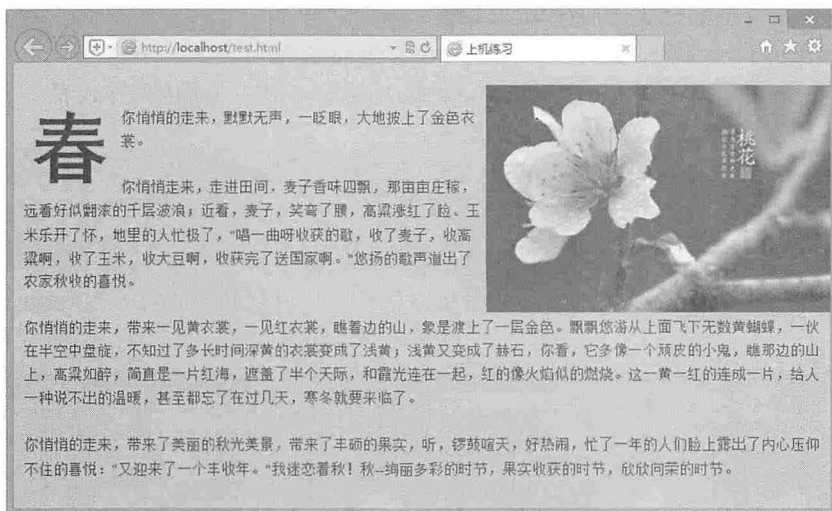 http://localhost/test.html
上机练习
春
你悄悄的走来，默默无声，一眨眼，大地披上了金色衣
裳。
桃花
你悄悄走来，走进田间，麦子香味四飘，那亩亩庄稼，
远看好似翻滚的千层波浪；近看，麦子，笑弯了腰，高粱涨红了脸、玉
米乐开了怀，地里的人忙极了，"唱一曲呀收获的歌，收了麦子，收高
粱啊，收了玉米，收大豆啊，收获完了送国家啊。"悠扬的歌声道出了
农家秋收的喜悦。
你悄悄的走来，带来一见黄衣裳，一见红衣裳，瞧着边的山，象是渡上了一层金色。飘飘悠游从上面飞下无数黄蝴蝶，一伙
在半空中盘旋，不知过了多长时间深黄的衣裳变成了浅黄；浅黄又变成了赫石，你看，它多像一个顽皮的小鬼，瞧那边的山
上，高粱如醉，简直是一片红海，遮盖了半个天际，和霞光连在一起，红的像火焰似的燃烧。这一黄一红的连成一片，给人
一种说不出的温暖，甚至都忘了在过几天，寒冬就要来临了。
你悄悄的走来，带来了美丽的秋光美景，带来了丰硕的果实，听，锣鼓喧天，好热闹，忙了一年的人们脸上露出了内心压仰
不住的喜悦："又迎来了一个丰收年。"我迷恋着秋！秋--绚丽多彩的时节，果实收获的时节，欣欣向荣的时节。